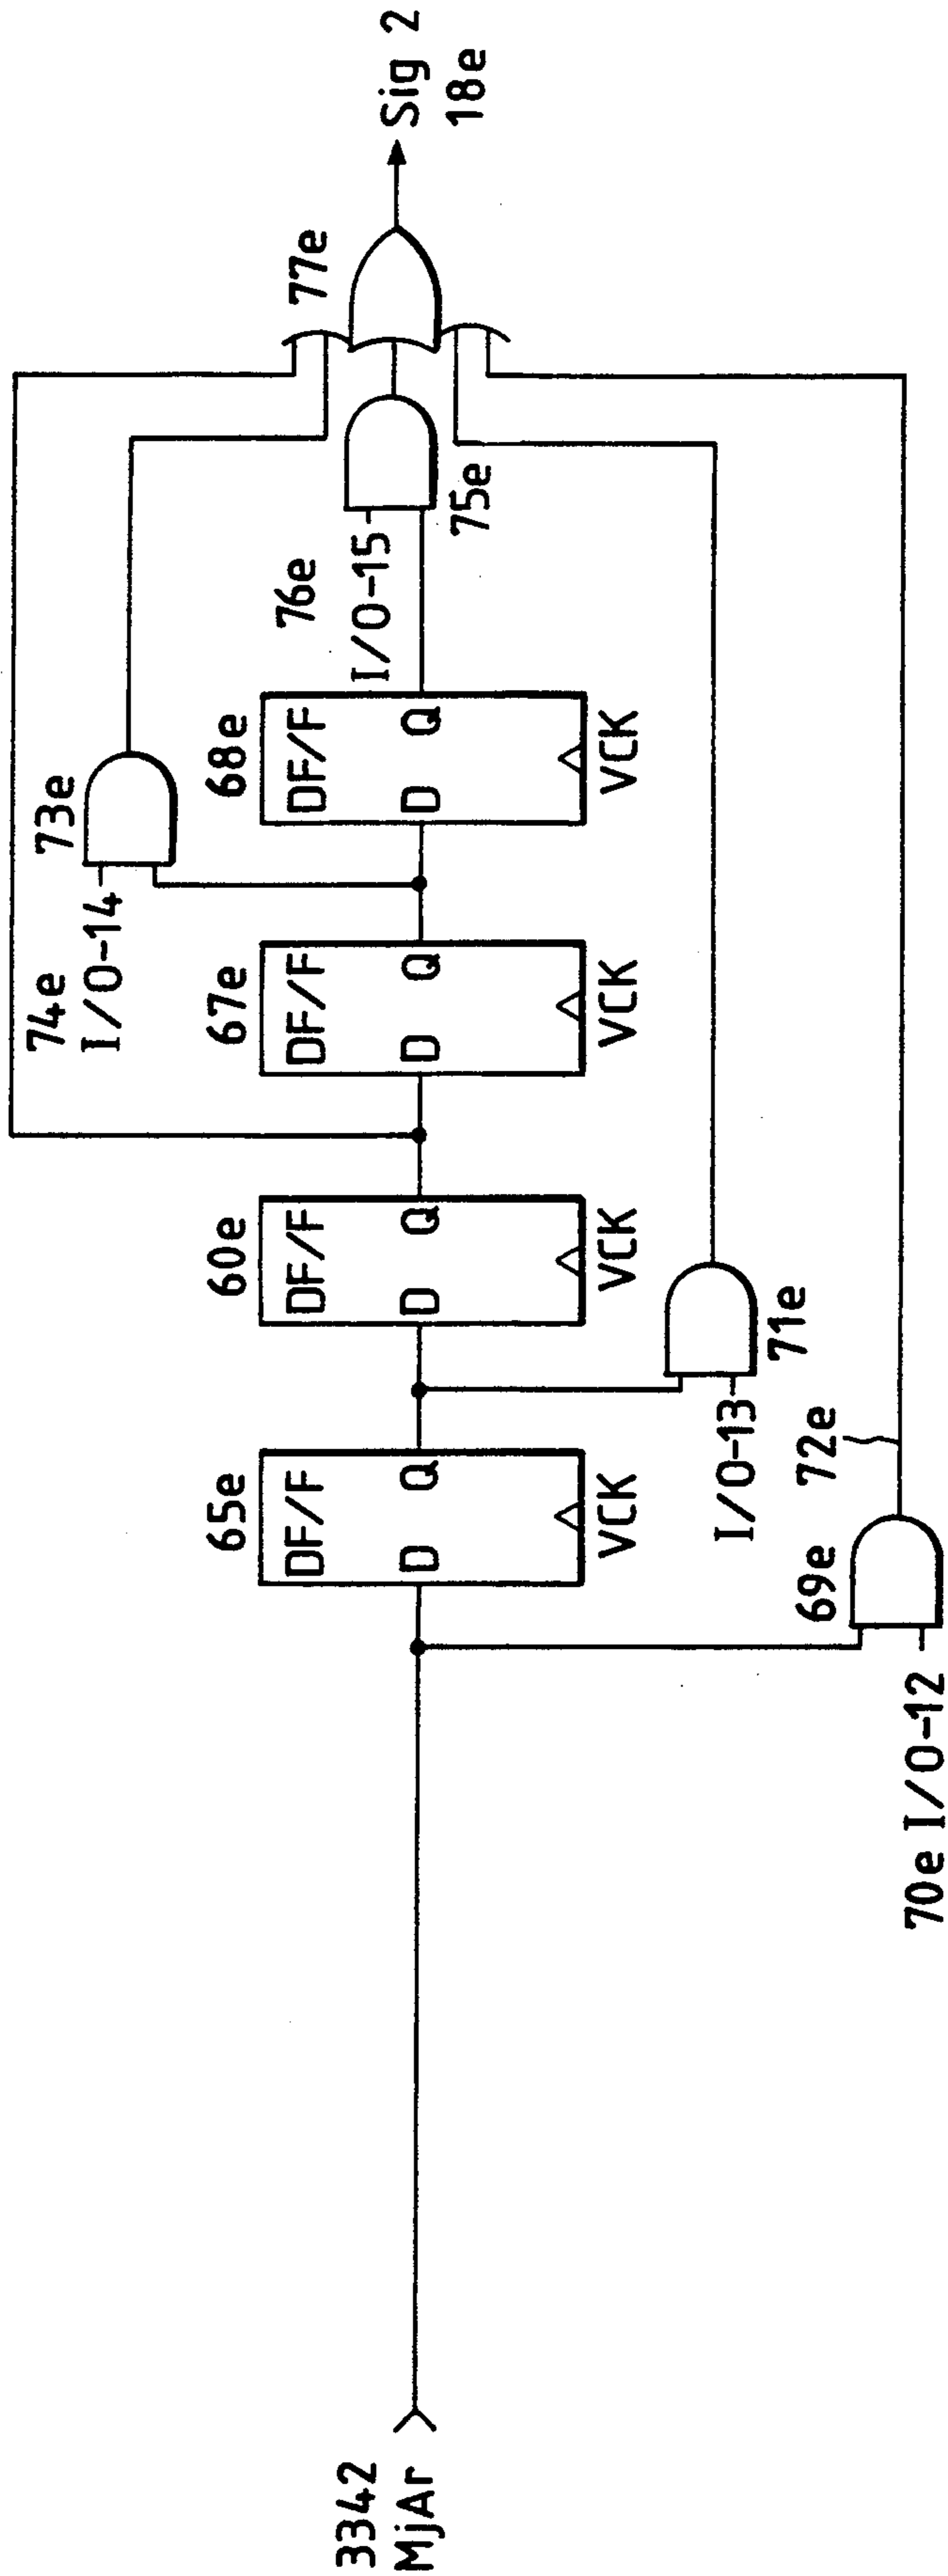 3342
MjAr
70e I/O-12
69e
72e
65e
DF/F
D Q
VCK
I/O-13
71e
60e
DF/F
D Q
VCK
67e
DF/F
D Q
VCK
74e
I/O-14
73e
68e
DF/F
D Q
VCK
76e
I/O-15
75e
77e
Sig 2
18e